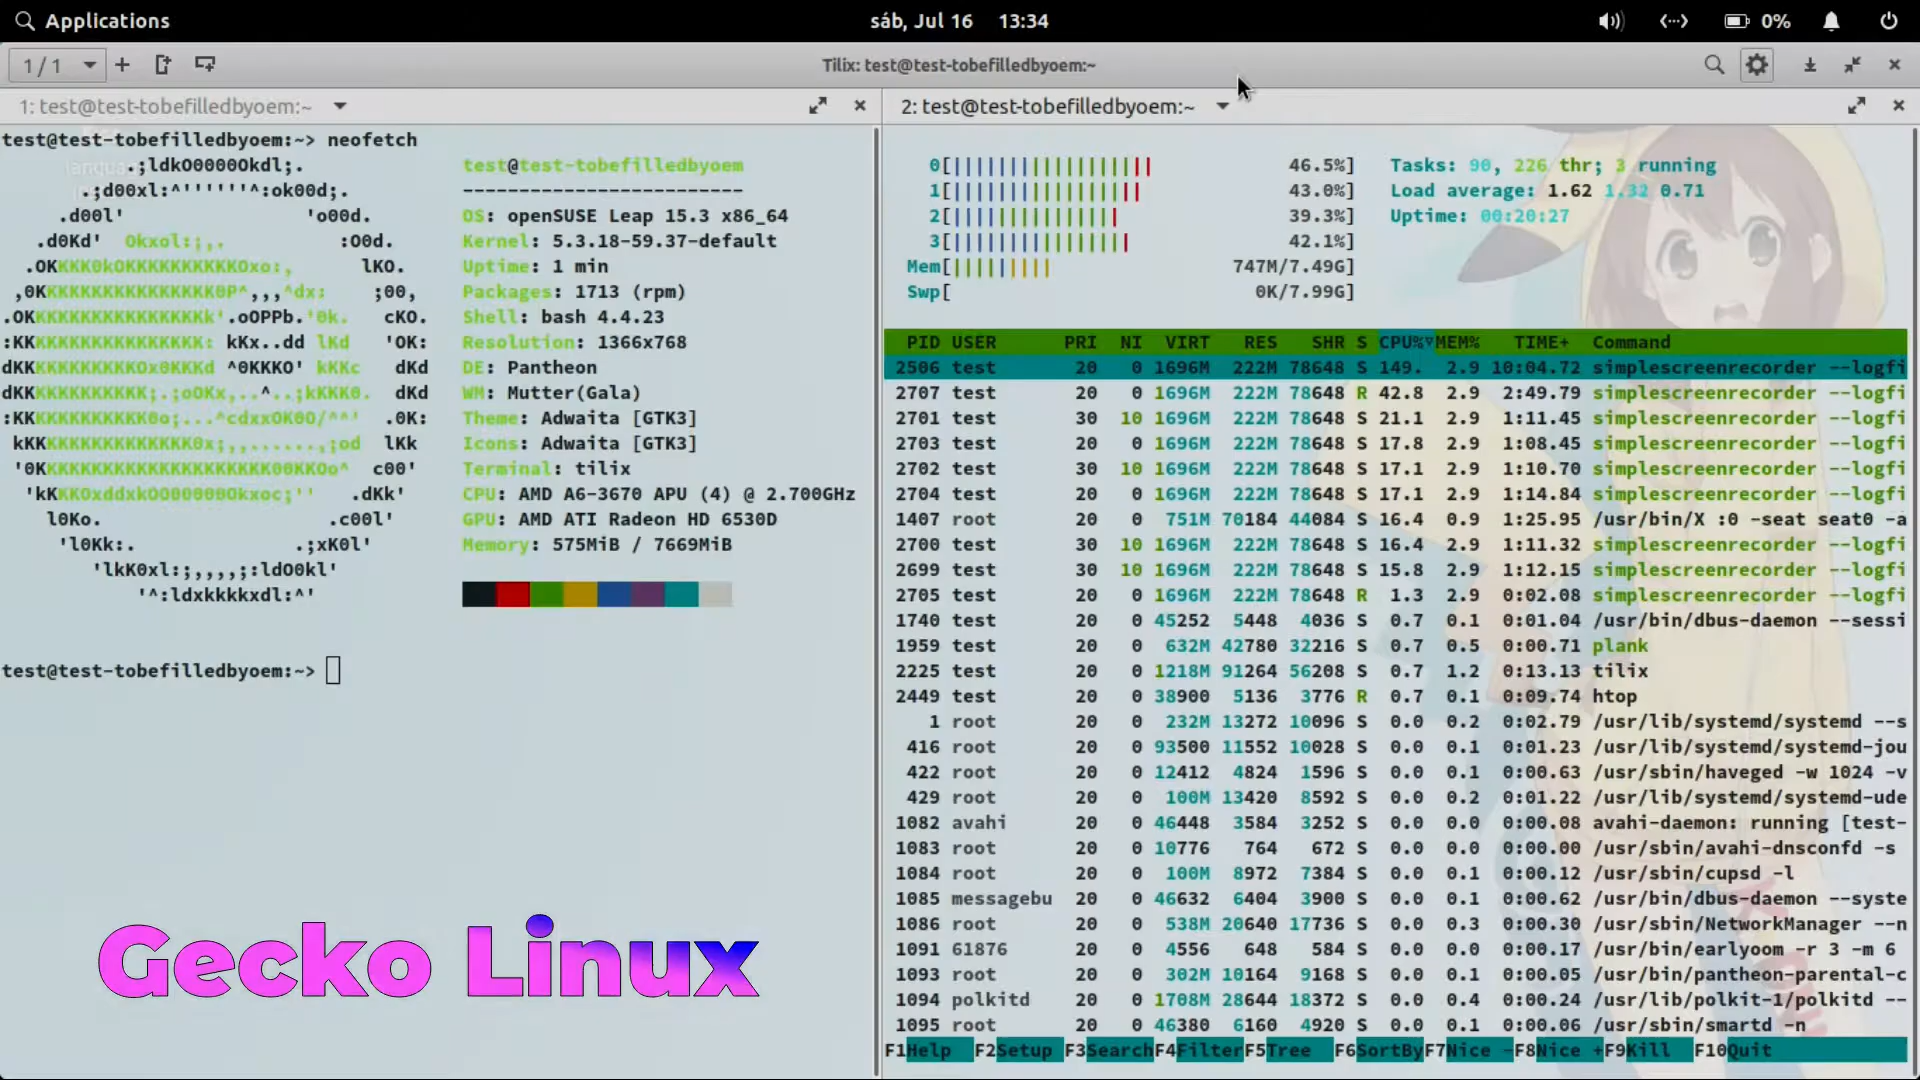 Applications
sáb, Jul 16 13:34
0%
1 / 1
Tilix: test@test-tobefilledbyoem:~
1: test@test-tobefilledbyoem:~
test@test-tobefilledbyoem:~> neofetch
test@test-tobefilledbyoem
-------------------------
OS: openSUSE Leap 15.3 x86_64
Kernel: 5.3.18-59.37-default
Uptime: 1 min
Packages: 1713 (rpm)
Shell: bash 4.4.23
Resolution: 1366x768
DE: Pantheon
WM: Mutter(Gala)
Theme: Adwaita [GTK3]
Icons: Adwaita [GTK3]
Terminal: tilix
CPU: AMD A6-3670 APU (4) @ 2.700GHz
GPU: AMD ATI Radeon HD 6530D
Memory: 575MiB / 7669MiB
test@test-tobefilledbyoem:~>
Gecko Linux
2: test@test-tobefilledbyoem:~
0[ 46.5%]
1[ 43.0%]
2[ 39.3%]
3[ 42.1%]
Mem[ 747M/7.49G]
Swp[ 0K/7.99G]
Tasks: 90, 226 thr; 3 running
Load average: 1.62 1.32 0.71
Uptime: 00:20:27
PID USER PRI NI VIRT RES SHR S CPU%▽MEM% TIME+ Command
2506 test 20 0 1696M 222M 78648 S 149. 2.9 10:04.72 simplescreenrecorder --logfi
2707 test 20 0 1696M 222M 78648 R 42.8 2.9 2:49.79 simplescreenrecorder --logfi
2701 test 30 10 1696M 222M 78648 S 21.1 2.9 1:11.45 simplescreenrecorder --logfi
2703 test 20 0 1696M 222M 78648 S 17.8 2.9 1:08.45 simplescreenrecorder --logfi
2702 test 30 10 1696M 222M 78648 S 17.1 2.9 1:10.70 simplescreenrecorder --logfi
2704 test 20 0 1696M 222M 78648 S 17.1 2.9 1:14.84 simplescreenrecorder --logfi
1407 root 20 0 751M 70184 44084 S 16.4 0.9 1:25.95 /usr/bin/X :0 -seat seat0 -a
2700 test 30 10 1696M 222M 78648 S 16.4 2.9 1:11.32 simplescreenrecorder --logfi
2699 test 30 10 1696M 222M 78648 S 15.8 2.9 1:12.15 simplescreenrecorder --logfi
2705 test 20 0 1696M 222M 78648 R 1.3 2.9 0:02.08 simplescreenrecorder --logfi
1740 test 20 0 45252 5448 4036 S 0.7 0.1 0:01.04 /usr/bin/dbus-daemon --sessi
1959 test 20 0 632M 42780 32216 S 0.7 0.5 0:00.71 plank
2225 test 20 0 1218M 91264 56208 S 0.7 1.2 0:13.13 tilix
2449 test 20 0 38900 5136 3776 R 0.7 0.1 0:09.74 htop
1 root 20 0 232M 13272 10096 S 0.0 0.2 0:02.79 /usr/lib/systemd/systemd --s
416 root 20 0 93500 11552 10028 S 0.0 0.1 0:01.23 /usr/lib/systemd/systemd-jou
422 root 20 0 12412 4824 1596 S 0.0 0.1 0:00.63 /usr/sbin/haveged -w 1024 -v
429 root 20 0 100M 13420 8592 S 0.0 0.2 0:01.22 /usr/lib/systemd/systemd-ude
1082 avahi 20 0 46448 3584 3252 S 0.0 0.0 0:00.08 avahi-daemon: running [test-
1083 root 20 0 10776 764 672 S 0.0 0.0 0:00.00 /usr/sbin/avahi-dnsconfd -s
1084 root 20 0 100M 8972 7384 S 0.0 0.1 0:00.12 /usr/sbin/cupsd -l
1085 messagebu 20 0 46632 6404 3900 S 0.0 0.1 0:00.62 /usr/bin/dbus-daemon --syste
1086 root 20 0 538M 20640 17736 S 0.0 0.3 0:00.30 /usr/sbin/NetworkManager --n
1091 61876 20 0 4556 648 584 S 0.0 0.0 0:00.17 /usr/bin/earlyoom -r 3 -m 6
1093 root 20 0 302M 10164 9168 S 0.0 0.1 0:00.05 /usr/bin/pantheon-parental-c
1094 polkitd 20 0 1708M 28644 18372 S 0.0 0.4 0:00.24 /usr/lib/polkit-1/polkitd --
1095 root 20 0 46380 6160 4920 S 0.0 0.1 0:00.06 /usr/sbin/smartd -n
F1Help F2Setup F3SearchF4FilterF5Tree F6SortByF7Nice -F8Nice +F9Kill F10Quit